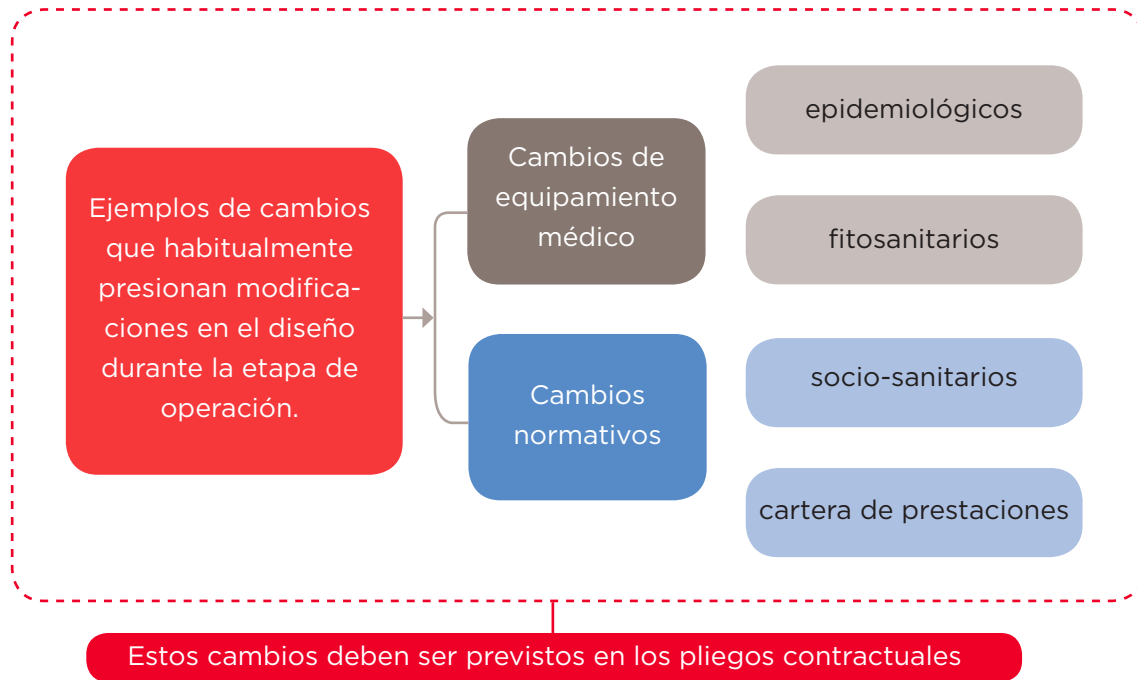 Ejemplos de cambios
que habitualmente
presionan modifica-
ciones en el diseño
durante la etapa de
operación.
Cambios de
equipamiento
médico
Cambios
normativos
epidemiológicos
fitosanitarios
socio-sanitarios
cartera de prestaciones
Estos cambios deben ser previstos en los pliegos contractuales